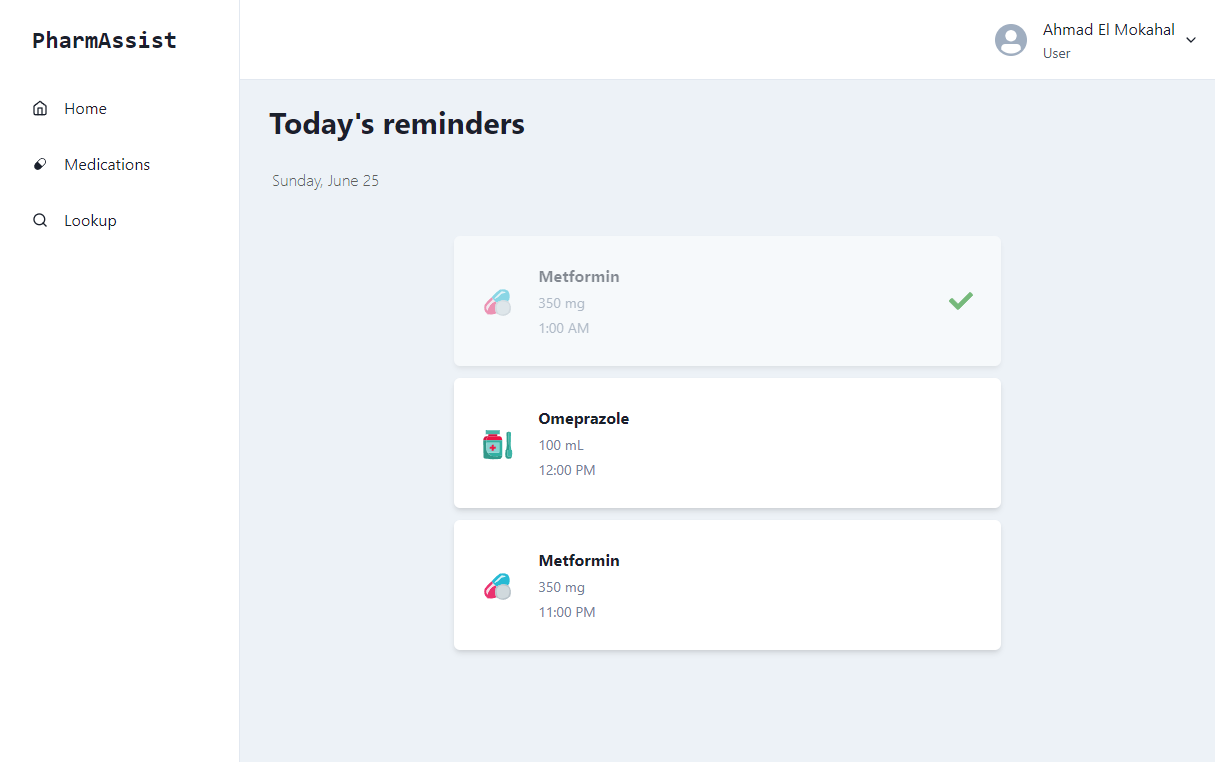 PharmAssist
Ahmad El Mokahal
User
Home
Medications
Lookup
Today's reminders
Sunday, June 25
Metformin
350 mg
1:00 AM
Omeprazole
100 mL
12:00 PM
Metformin
350 mg
11:00 PM